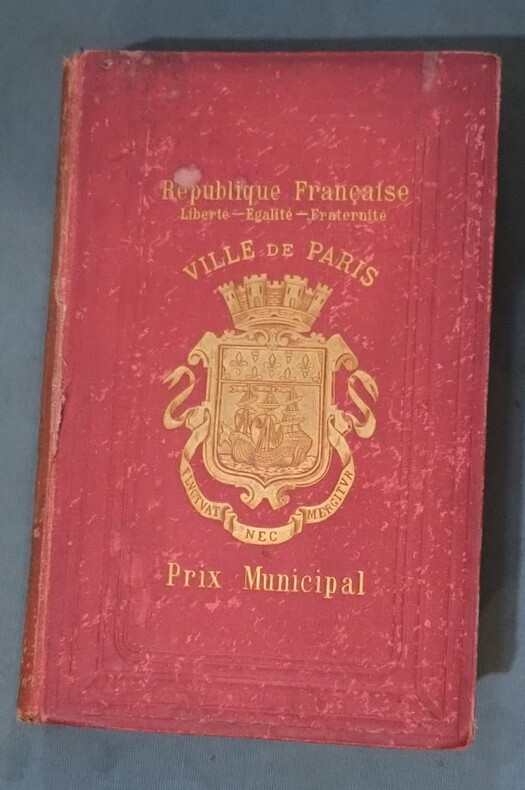 République Française
Liberté — Egalité — Fraternité
VILLE DE PARIS
FLVCTVAT NEC MERGITVR
Prix Municipal